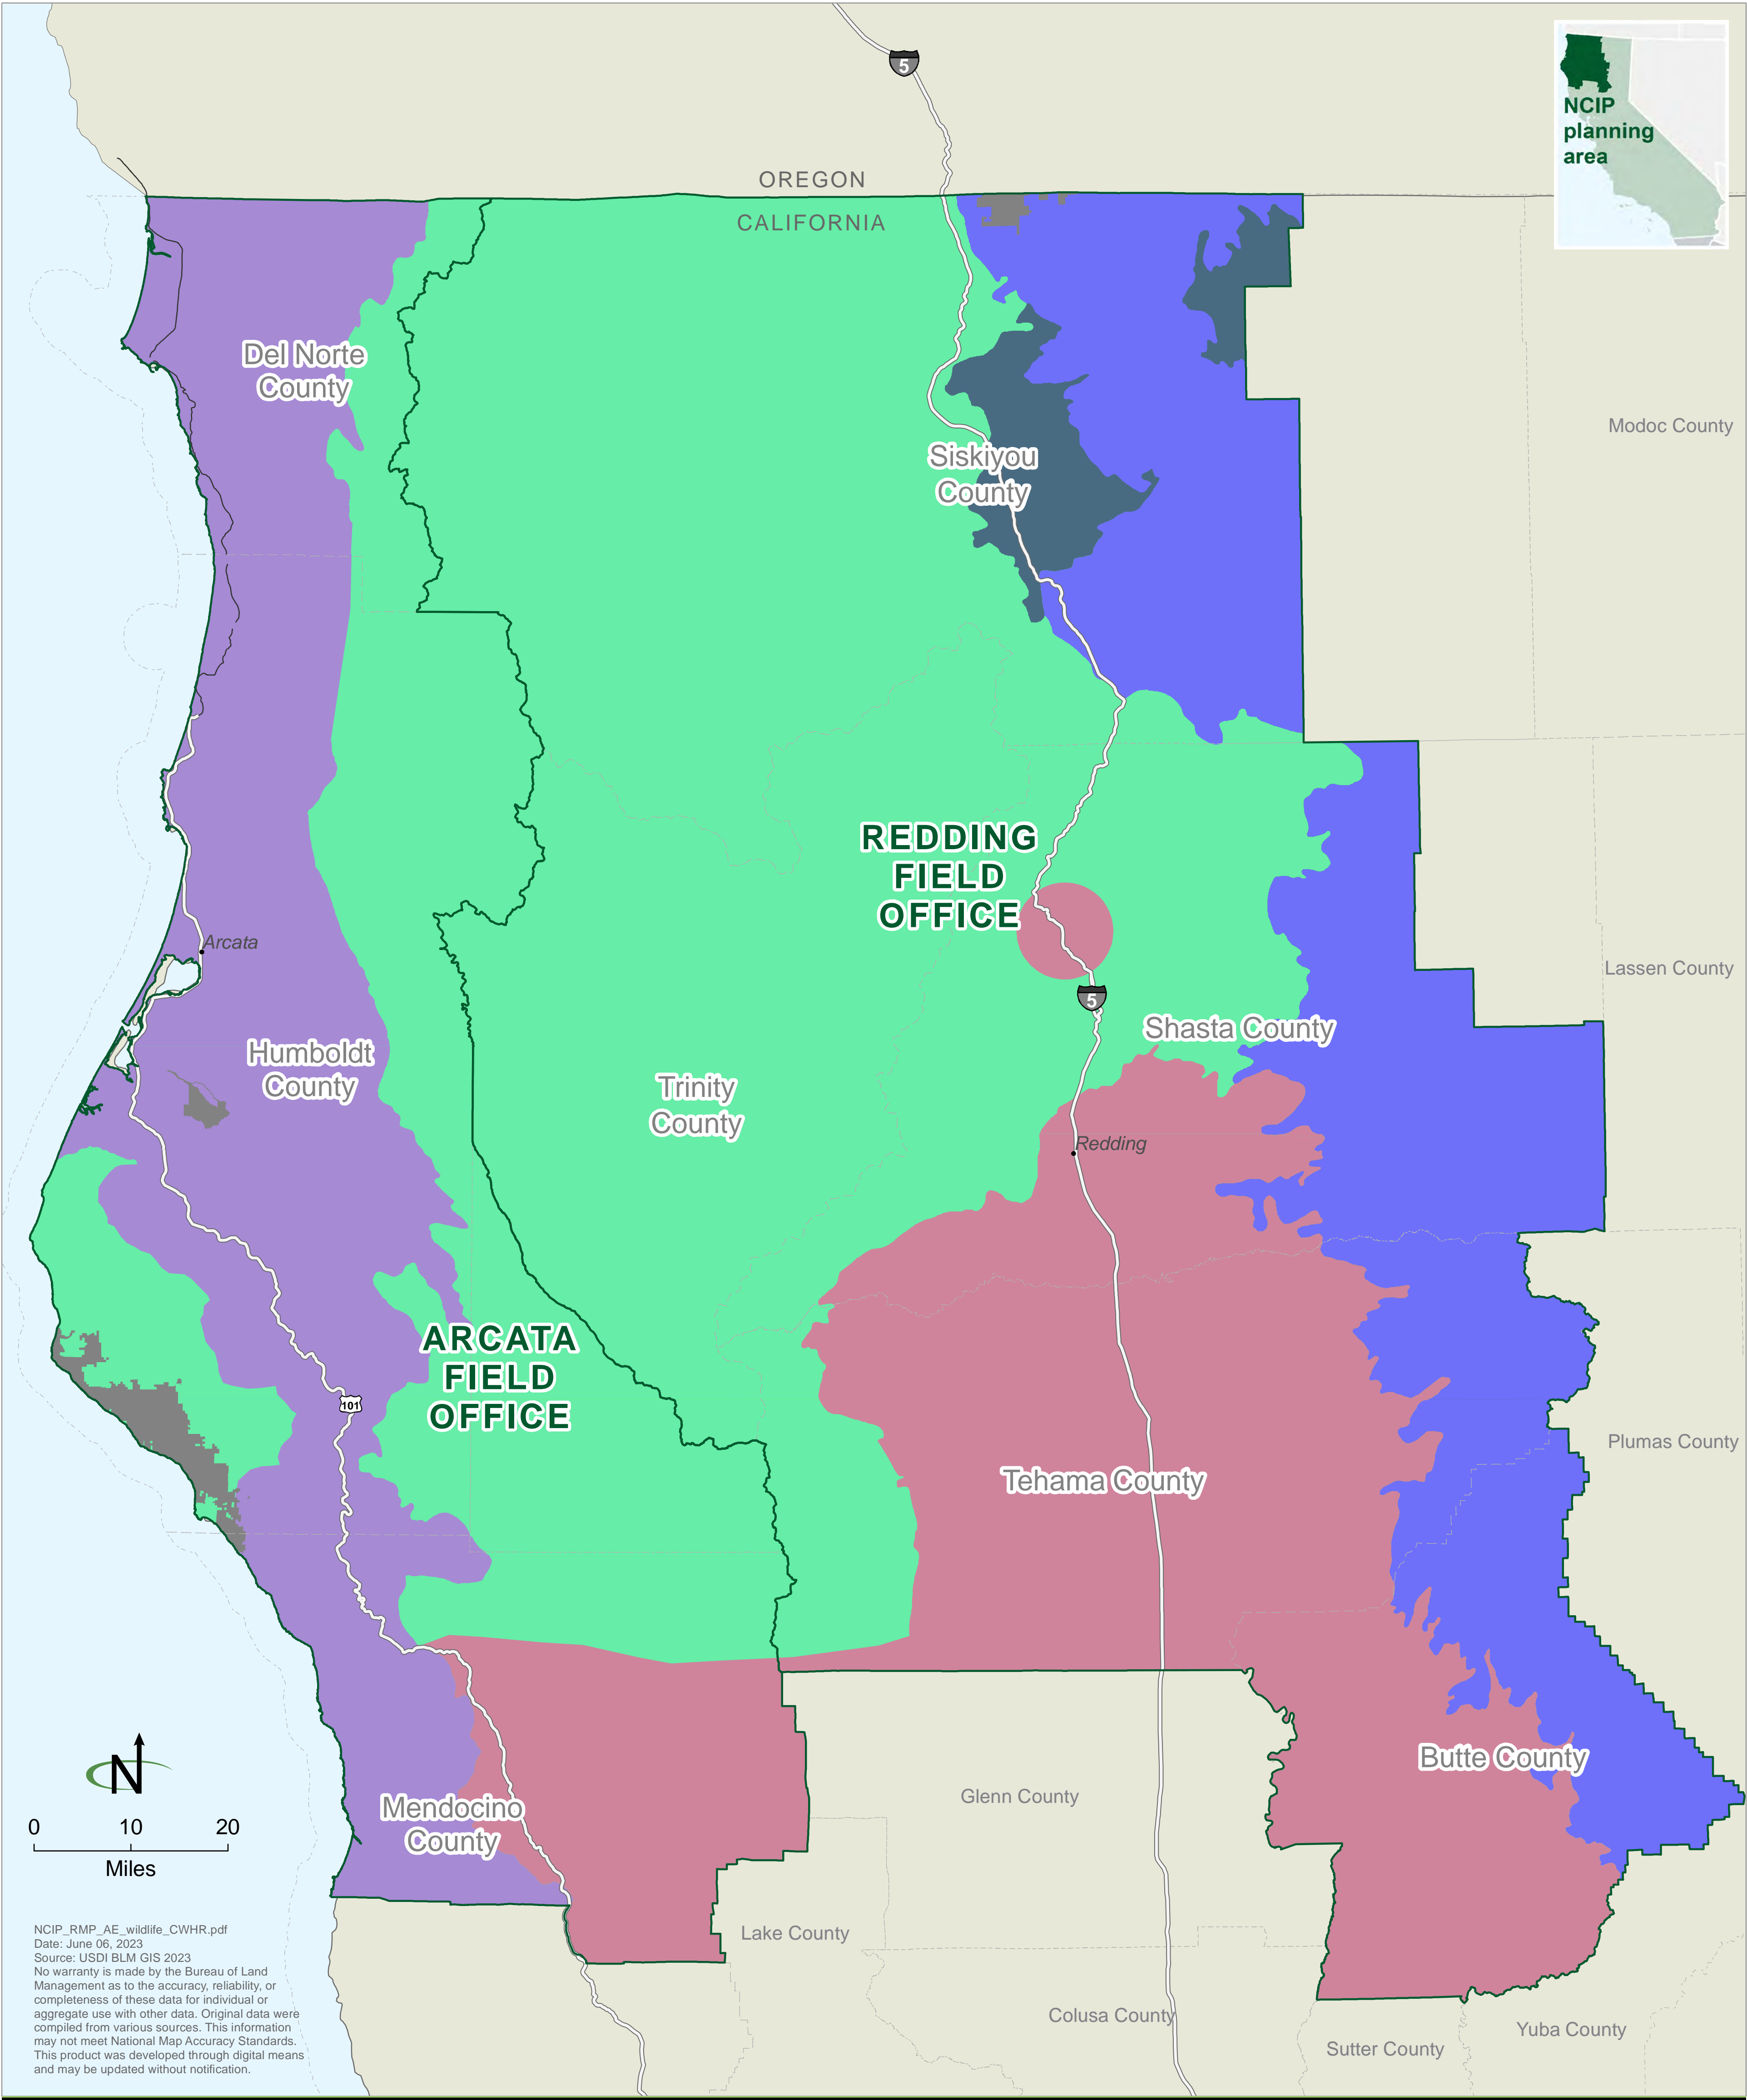 5
NCIP
planning
area
OREGON
CALIFORNIA
Del Norte
County
Modoc County
Siskiyou
County
REDDING
FIELD
OFFICE
Arcata
Lassen County
5
Shasta County
Humboldt
County
Trinity
County
Redding
ARCATA
FIELD
OFFICE
101
Plumas County
Tehama County
Butte County
N
Glenn County
Mendocino
County
0 10 20
Miles
Lake County
NCIP_RMP_AE_wildlife_CWHR.pdf
Date: June 06, 2023
Source: USDI BLM GIS 2023
No warranty is made by the Bureau of Land
Management as to the accuracy, reliability, or
completeness of these data for individual or
aggregate use with other data. Original data were
compiled from various sources. This information
may not meet National Map Accuracy Standards.
This product was developed through digital means
and may be updated without notification.
Colusa County
Yuba County
Sutter County